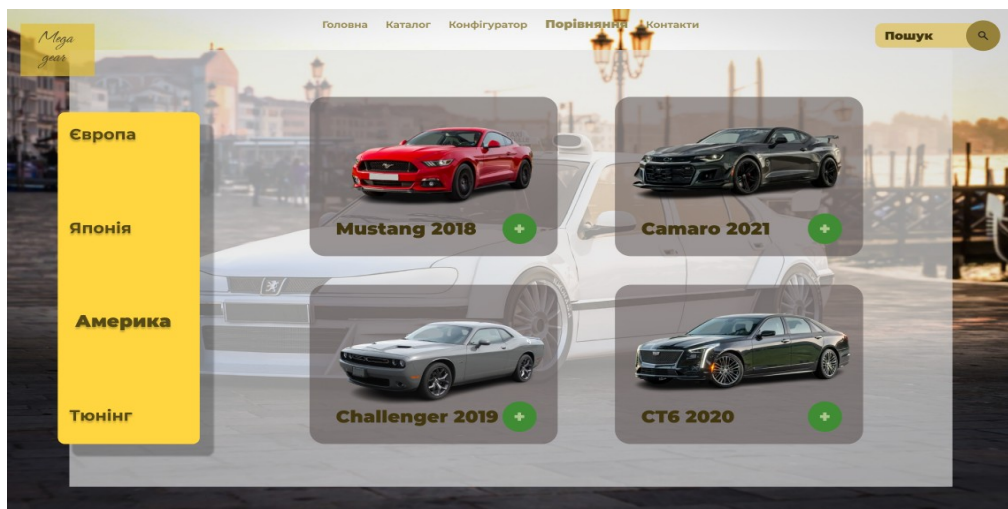 Mega
gear
Головна
Каталог
Конфігуратор
Порівняння
Контакти
Пошук
Європа
Японія
Америка
Тюнінг
Mustang 2018
Camaro 2021
Challenger 2019
CT6 2020